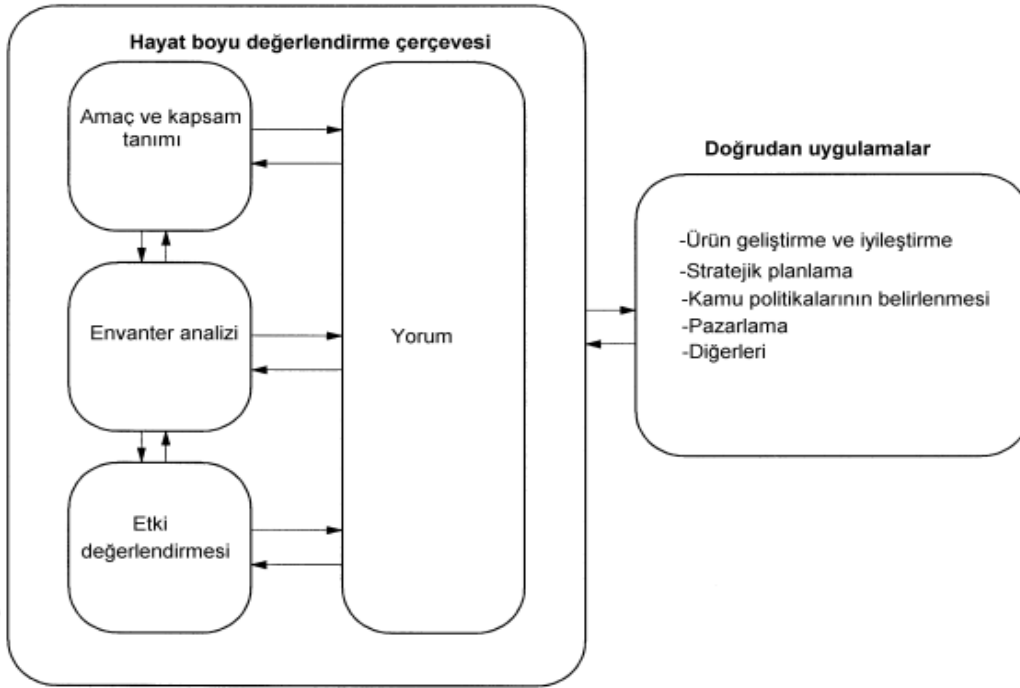 Hayat boyu değerlendirme çerçevesi
Amaç ve kapsam
tanımı
Envanter analizi
Etki
değerlendirmesi
Yorum
Doğrudan uygulamalar
-Ürün geliştirme ve iyileştirme
-Stratejik planlama
-Kamu politikalarının belirlenmesi
-Pazarlama
-Diğerleri